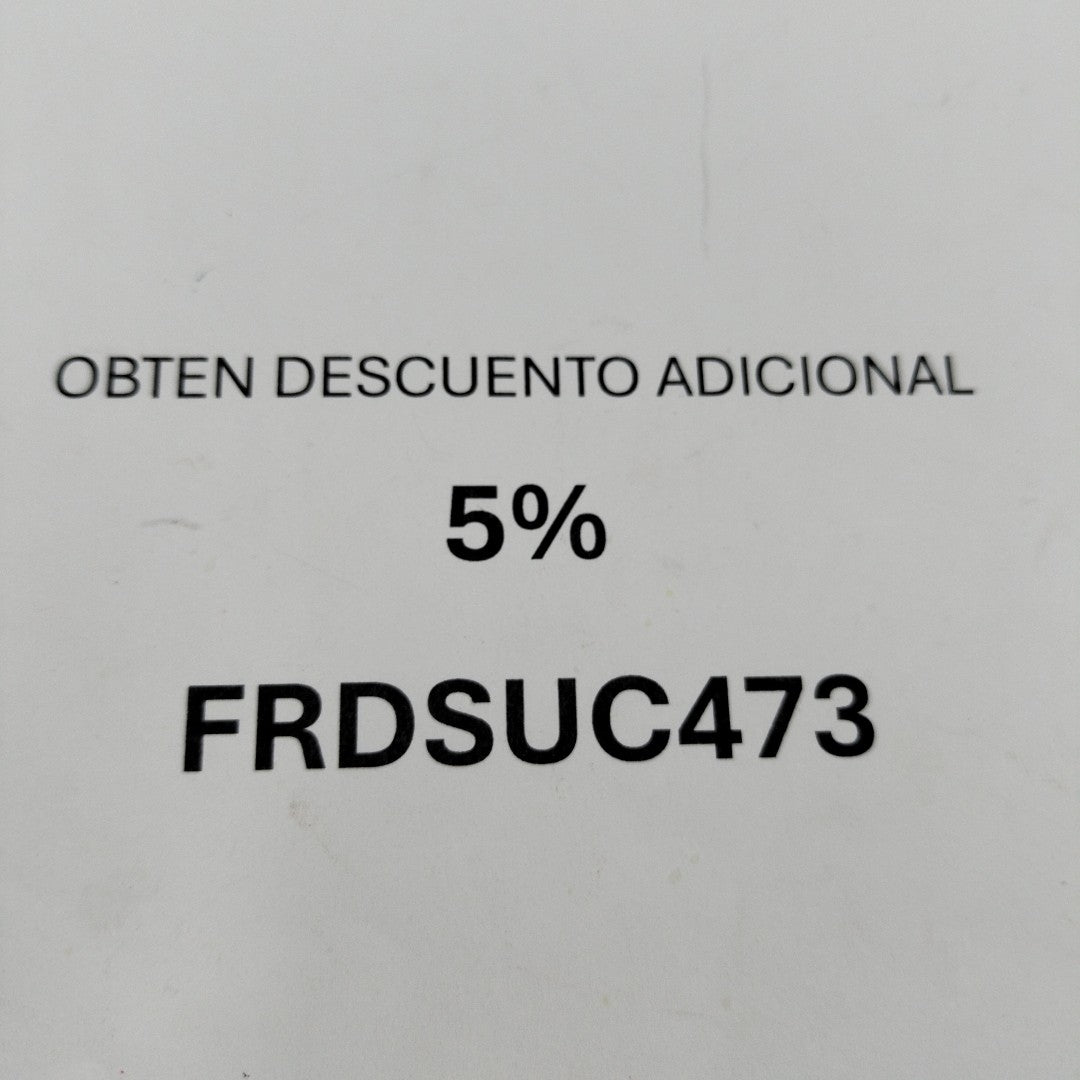 OBTEN DESCUENTO ADICIONAL
5%
FRDSUC473